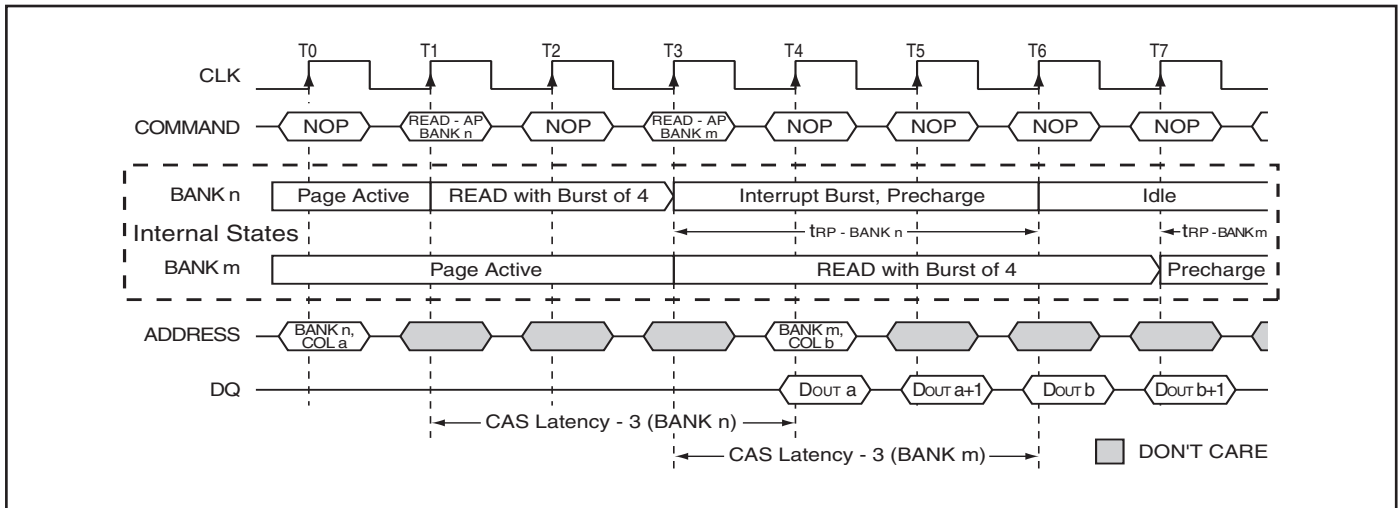 T0 T1 T2 T3 T4 T5 T6 T7
CLK
COMMAND NOP READ - AP BANK n NOP READ - AP BANK m NOP NOP NOP NOP
BANK n Page Active READ with Burst of 4 Interrupt Burst, Precharge Idle
Internal States tRP - BANK n tRP - BANK m
BANK m Page Active READ with Burst of 4 Precharge
ADDRESS BANK n, COL a BANK m, COL b
DQ DOUT a DOUT a+1 DOUT b DOUT b+1
CAS Latency - 3 (BANK n)
CAS Latency - 3 (BANK m)
DON'T CARE